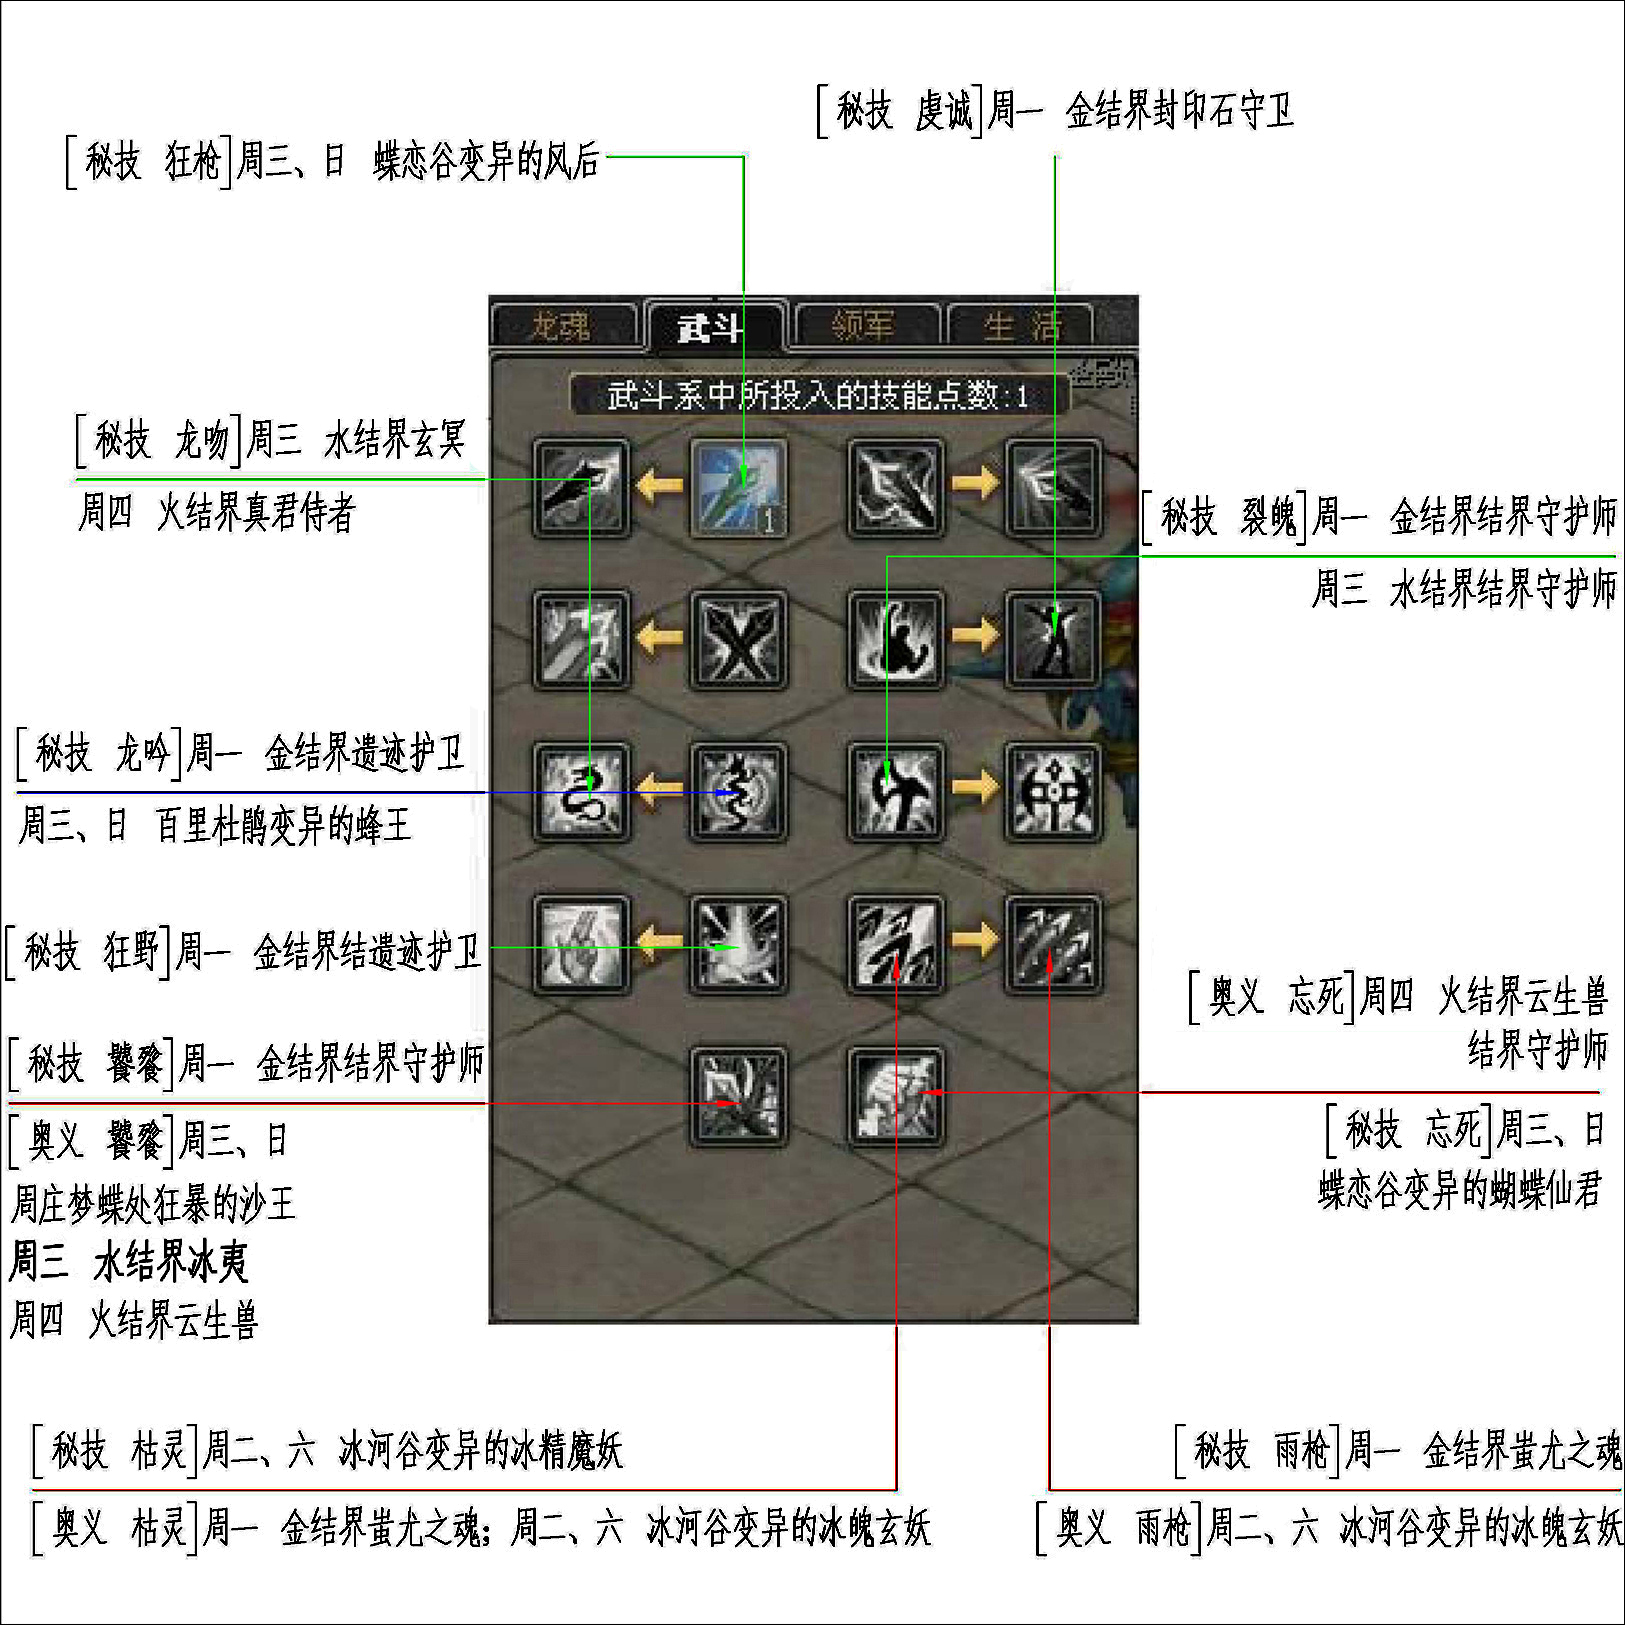 [秘技 虔诚]周一 金结界封印石守卫
[秘技 狂枪]周三、日 蝶恋谷变异的风后
龙魂 武斗 领军 生活
武斗系中所投入的技能点数:1
1
[秘技 龙吻]周三 水结界玄冥
周四 火结界真君侍者
[秘技 裂魄]周一 金结界结界守护师
周三 水结界结界守护师
[秘技 龙吟]周一 金结界遗迹护卫
周三、日 百里杜鹃变异的蜂王
[秘技 狂野]周一 金结界结遗迹护卫
[奥义 忘死]周四 火结界云生兽
结界守护师
[秘技 忘死]周三、日
蝶恋谷变异的蝴蝶仙君
[秘技 饕餮]周一 金结界结界守护师
[奥义 饕餮]周三、日
周庄梦蝶处狂暴的沙王
周三 水结界冰夷
周四 火结界云生兽
[秘技 枯灵]周二、六 冰河谷变异的冰精魔妖
[奥义 枯灵]周一 金结界蚩尤之魂；周二、六 冰河谷变异的冰魄玄妖
[秘技 雨枪]周一 金结界蚩尤之魂
[奥义 雨枪]周二、六 冰河谷变异的冰魄玄妖